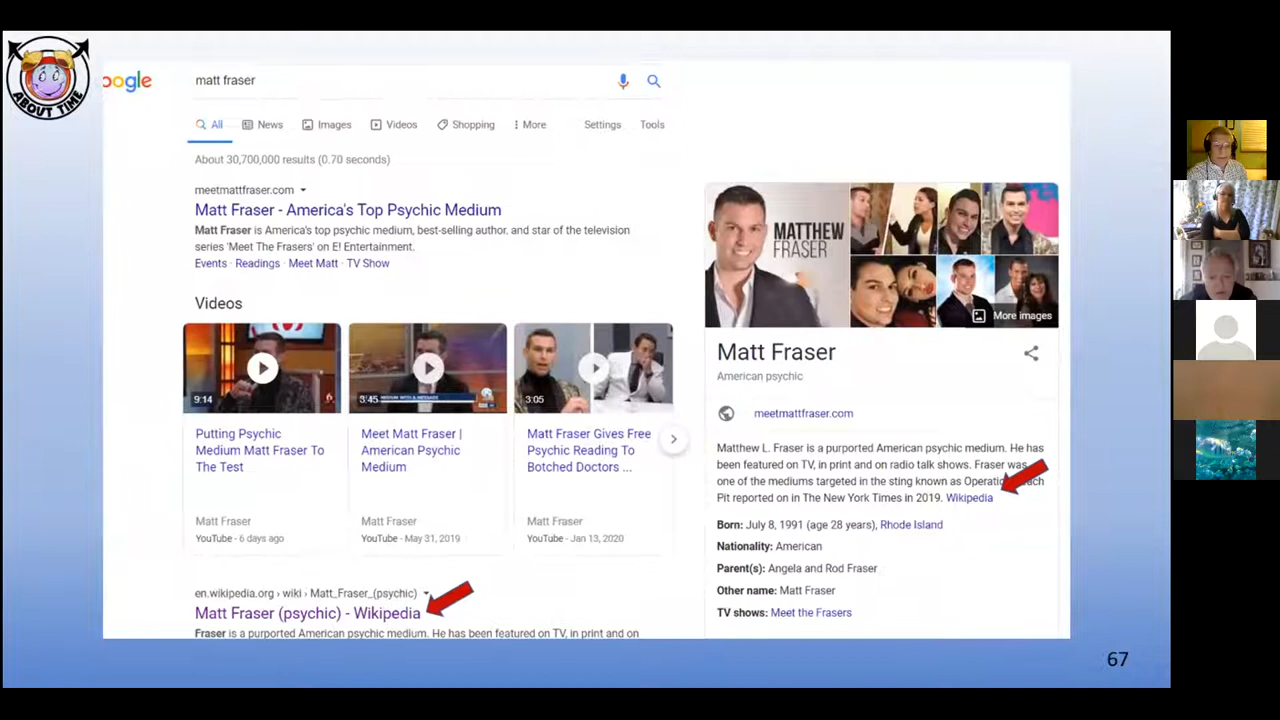 ABOUT TIME
oogle
matt fraser
All
News
Images
Videos
Shopping
More
Settings
Tools
About 30,700,000 results (0.70 seconds)
meetmattfraser.com
Matt Fraser - America's Top Psychic Medium
Matt Fraser is America's top psychic medium, best-selling author, and star of the television
series 'Meet The Frasers' on E! Entertainment.
Events · Readings · Meet Matt · TV Show
Videos
9:14
3:45
MEDIUM WITH A MESSAGE
3:05
Putting Psychic
Medium Matt Fraser To
The Test
Matt Fraser
YouTube - 6 days ago
Meet Matt Fraser |
American Psychic
Medium
Matt Fraser
YouTube - May 31, 2019
Matt Fraser Gives Free
Psychic Reading To
Botched Doctors ...
Matt Fraser
YouTube - Jan 13, 2020
en.wikipedia.org › wiki › Matt_Fraser_(psychic)
Matt Fraser (psychic) - Wikipedia
Fraser is a purported American psychic medium. He has been featured on TV, in print and on
MATTHEW
FRASER
More images
Matt Fraser
American psychic
meetmattfraser.com
Matthew L. Fraser is a purported American psychic medium. He has
been featured on TV, in print and on radio talk shows. Fraser was
one of the mediums targeted in the sting known as Operatio ach
Pit reported on in The New York Times in 2019. Wikipedia
Born: July 8, 1991 (age 28 years), Rhode Island
Nationality: American
Parent(s): Angela and Rod Fraser
Other name: Matt Fraser
TV shows: Meet the Frasers
67